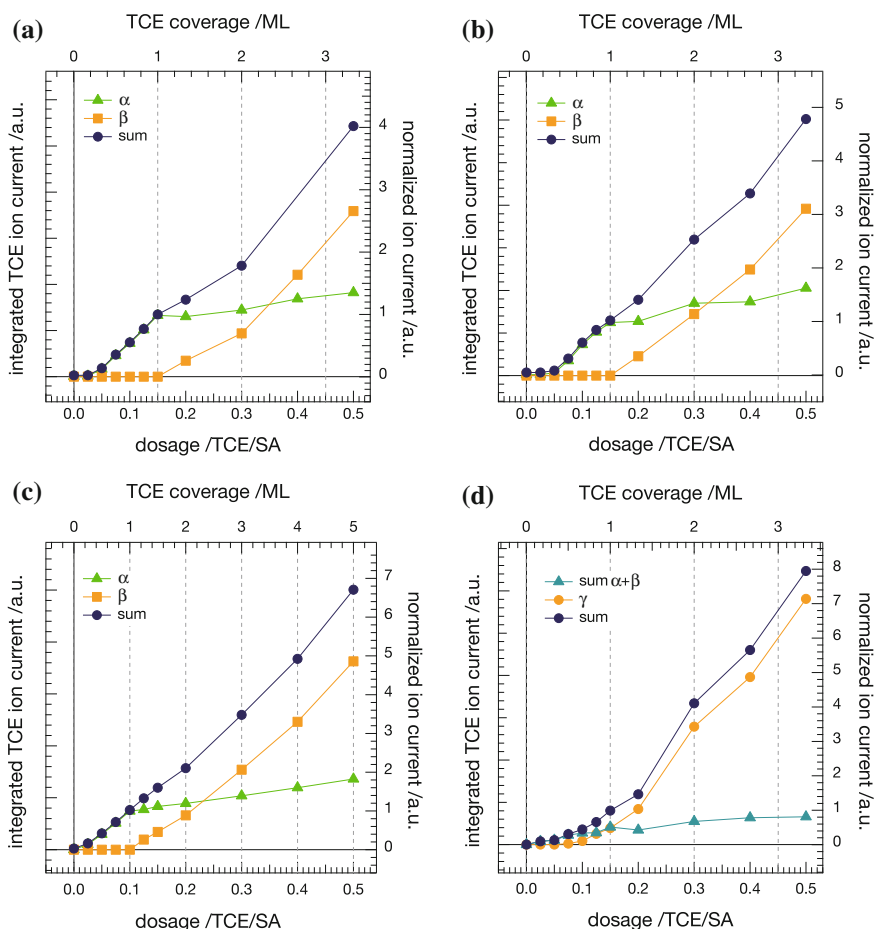 (a)
TCE coverage /ML
0 1 2 3
α
β
sum
integrated TCE ion current /a.u.
normalized ion current /a.u.
4
3
2
1
0
0.0 0.1 0.2 0.3 0.4 0.5
dosage /TCE/SA
(b)
TCE coverage /ML
0 1 2 3
α
β
sum
integrated TCE ion current /a.u.
normalized ion current /a.u.
5
4
3
2
1
0
0.0 0.1 0.2 0.3 0.4 0.5
dosage /TCE/SA
(c)
TCE coverage /ML
0 1 2 3 4 5
α
β
sum
integrated TCE ion current /a.u.
normalized ion current /a.u.
7
6
5
4
3
2
1
0
0.0 0.1 0.2 0.3 0.4 0.5
dosage /TCE/SA
(d)
TCE coverage /ML
0 1 2 3
sum α+β
γ
sum
integrated TCE ion current /a.u.
normalized ion current /a.u.
8
7
6
5
4
3
2
1
0
0.0 0.1 0.2 0.3 0.4 0.5
dosage /TCE/SA